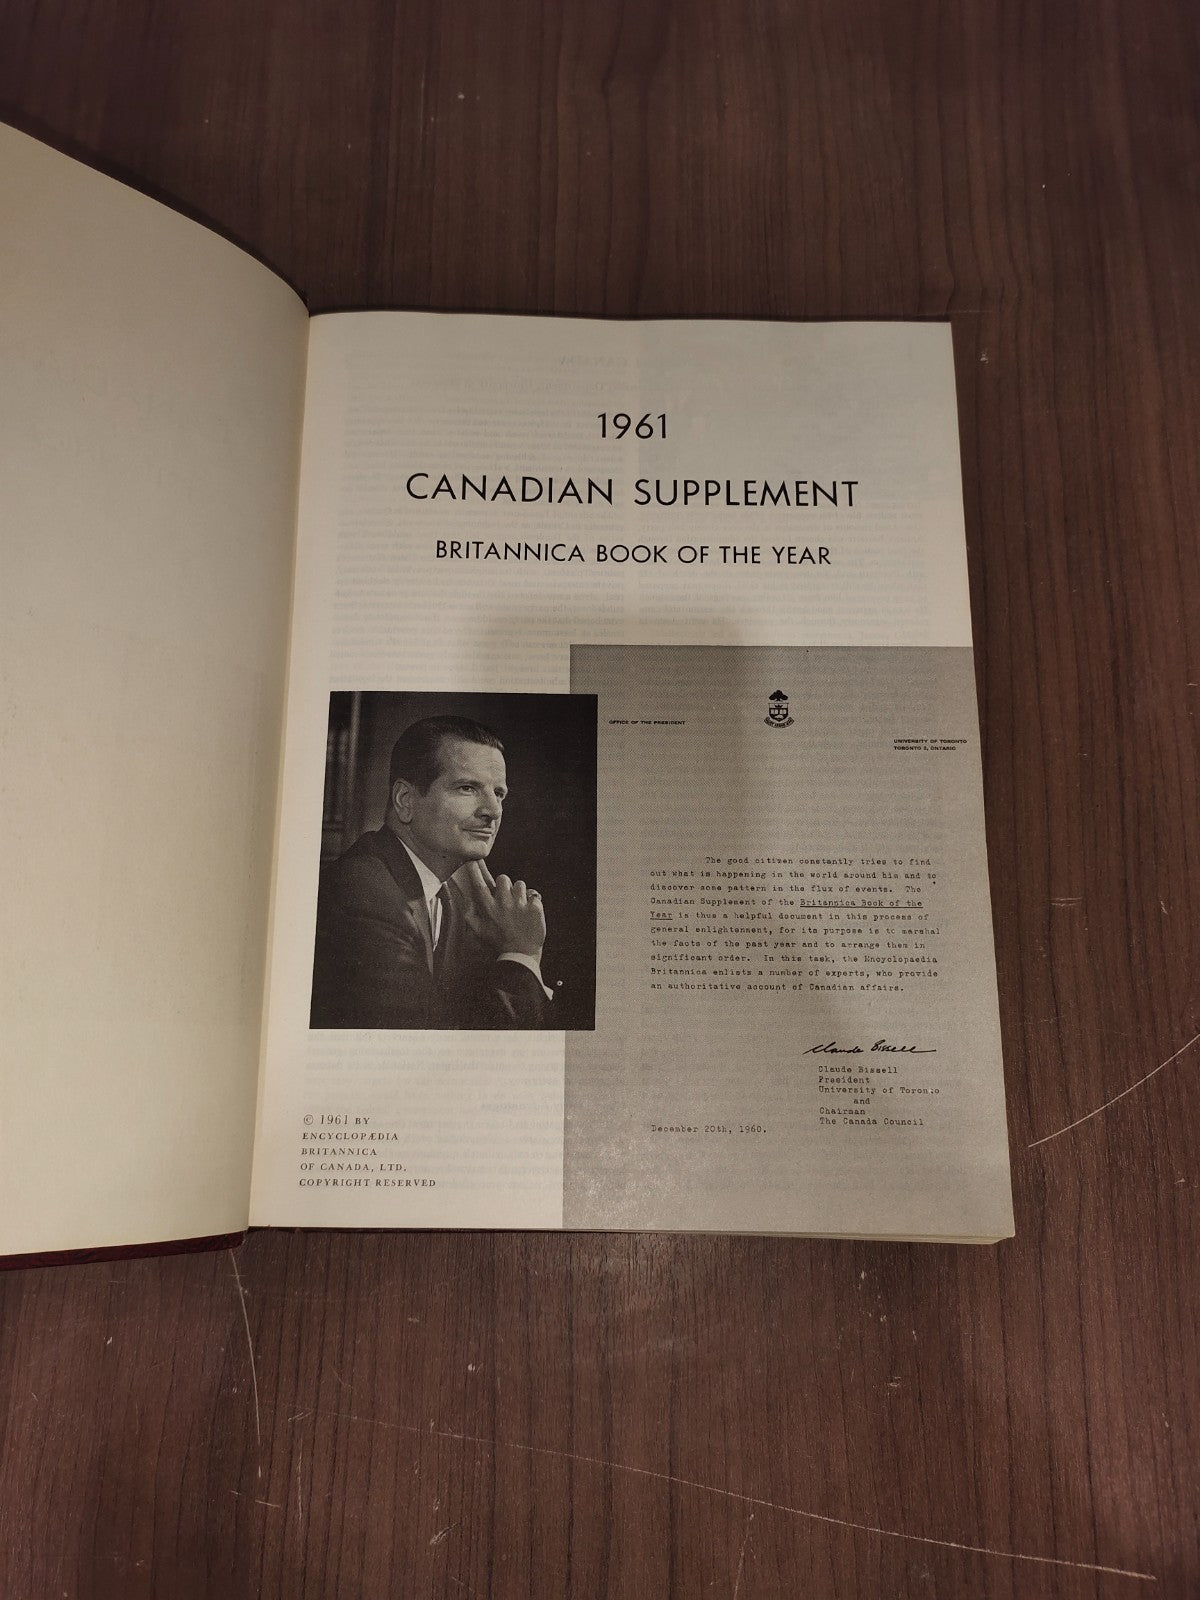 1961
CANADIAN SUPPLEMENT
BRITANNICA BOOK OF THE YEAR
OFFICE OF THE PRESIDENT
UNIVERSITY OF TORONTO
TORONTO 5, ONTARIO
The good citizen constantly tries to find
out what is happening in the world around him and to
discover some pattern in the flux of events. The
Canadian Supplement of the Britannica Book of the
Year is thus a helpful document in this process of
general enlightenment, for its purpose is to marshal
the facts of the past year and to arrange them in
significant order. In this task, the Encyclopaedia
Britannica enlists a number of experts, who provide
an authoritative account of Canadian affairs.
Claude Bissell
Claude Bissell
President
University of Toronto
and
Chairman
The Canada Council
December 20th, 1960.
© 1961 BY
ENCYCLOPÆDIA
BRITANNICA
OF CANADA, LTD.
COPYRIGHT RESERVED